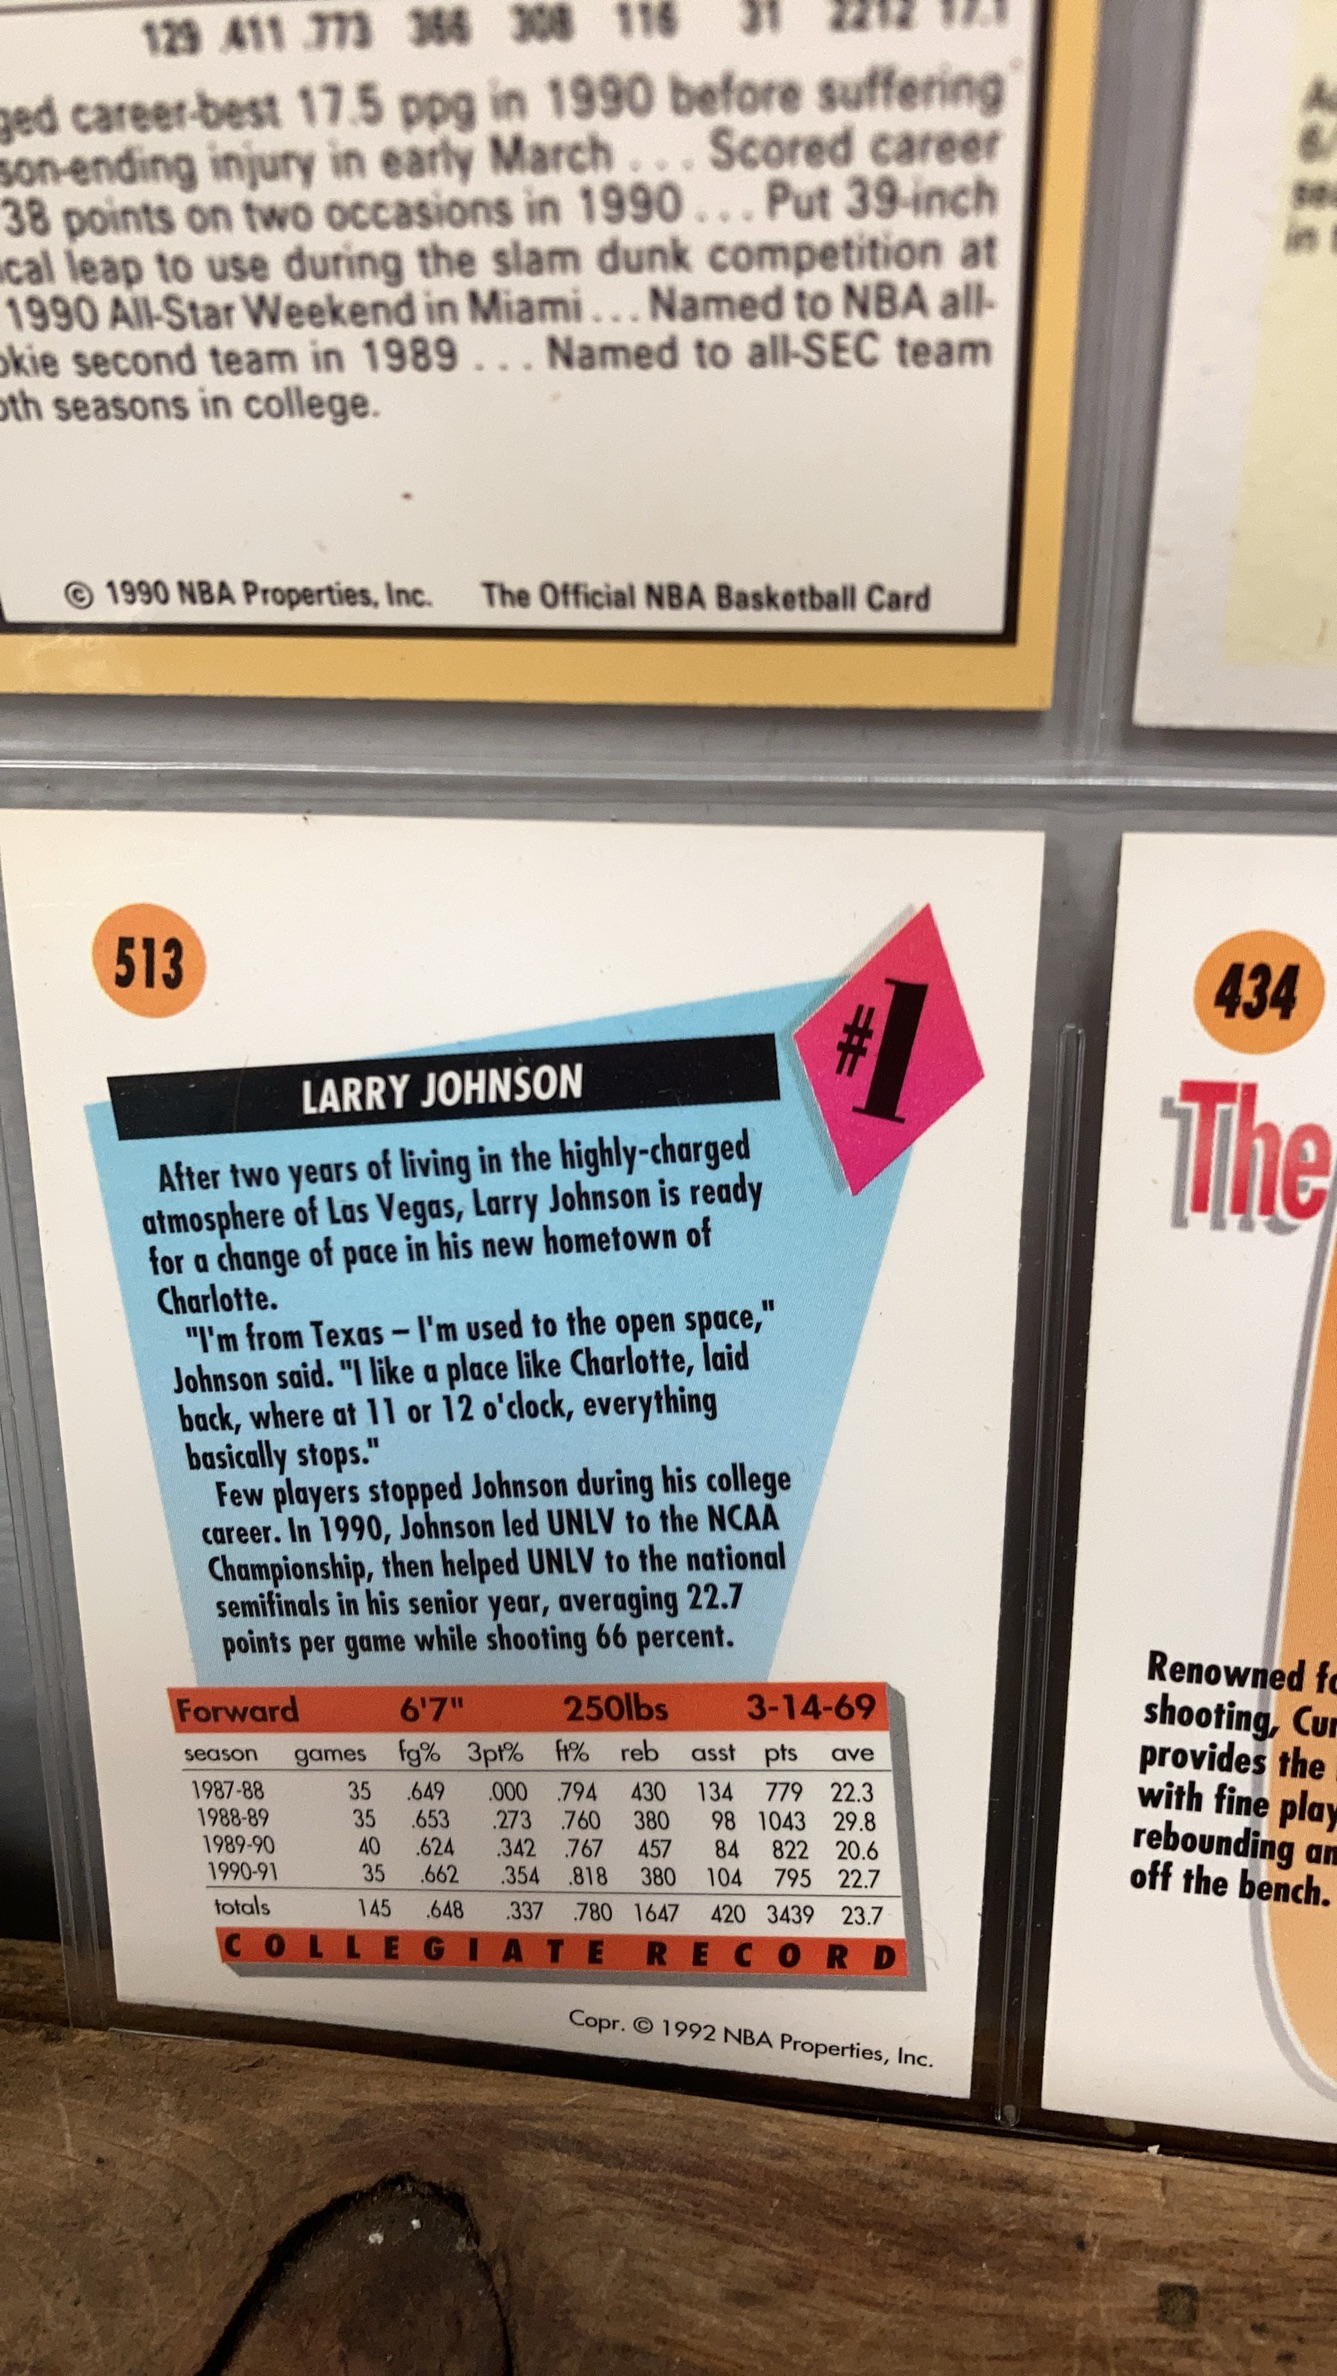 129 .411 .773 366 308 116 31 2212 17.1
career-best 17.5 ppg in 1990 before suffering
injury in early March . . . Scored career
38 points on two occasions in 1990 . . . Put 39-inch
leap to use during the slam dunk competition at
1990 All-Star Weekend in Miami . . . Named to NBA all-
second team in 1989 . . . Named to all-SEC team
seasons in college.
© 1990 NBA Properties, Inc. The Official NBA Basketball Card
513
#1
LARRY JOHNSON
After two years of living in the highly-charged
atmosphere of Las Vegas, Larry Johnson is ready
for a change of pace in his new hometown of
Charlotte.
"I'm from Texas – I'm used to the open space,"
Johnson said. "I like a place like Charlotte, laid
back, where at 11 or 12 o'clock, everything
basically stops."
Few players stopped Johnson during his college
career. In 1990, Johnson led UNLV to the NCAA
Championship, then helped UNLV to the national
semifinals in his senior year, averaging 22.7
points per game while shooting 66 percent.
Forward 6'7" 250lbs 3-14-69
season games fg% 3pt% ft% reb asst pts ave
1987-88 35 .649 .000 .794 430 134 779 22.3
1988-89 35 .653 .273 .760 380 98 1043 29.8
1989-90 40 .624 .342 .767 457 84 822 20.6
1990-91 35 .662 .354 .818 380 104 795 22.7
totals 145 .648 .337 .780 1647 420 3439 23.7
COLLEGIATE RECORD
Copr. © 1992 NBA Properties, Inc.
434
The
Renowned
shooting,
provides the
with fine
rebounding
off the bench.